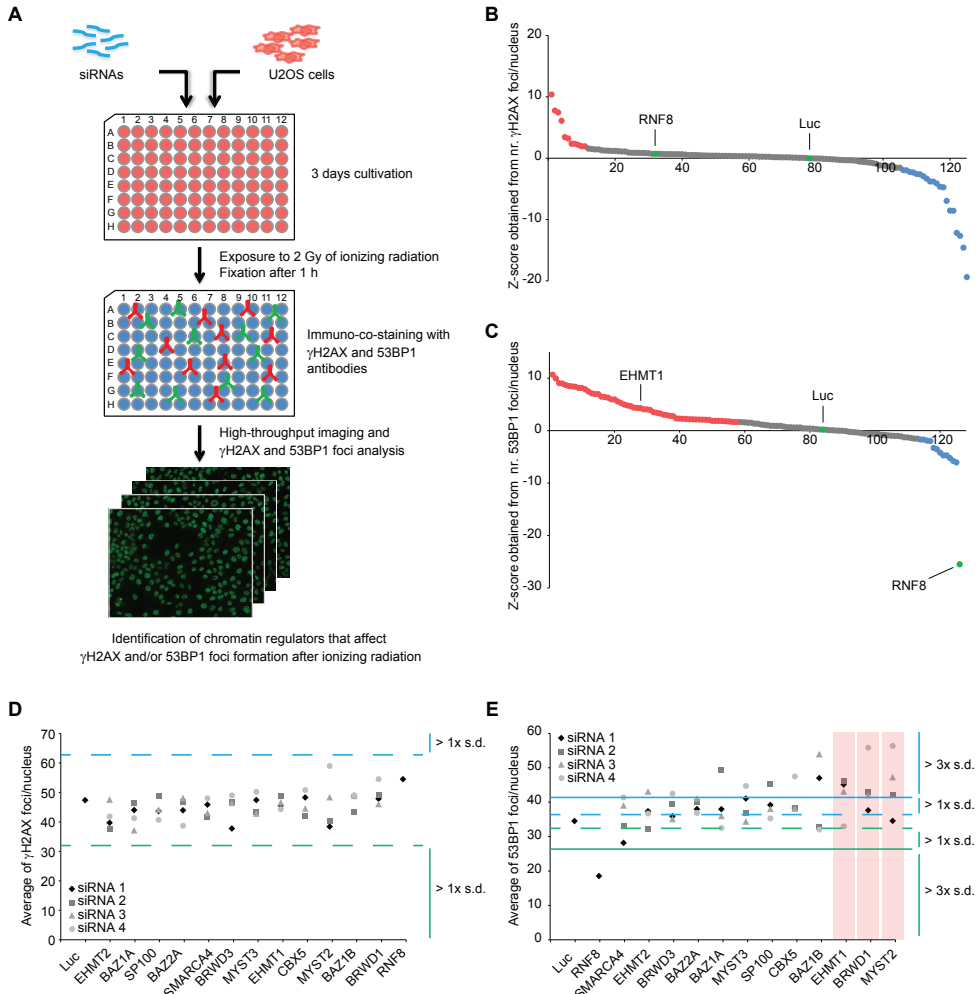 A
siRNAs
U2OS cells
1 2 3 4 5 6 7 8 9 10 11 12
A
B
C
D
E
F
G
H
3 days cultivation
Exposure to 2 Gy of ionizing radiation
Fixation after 1 h
1 2 3 4 5 6 7 8 9 10 11 12
A
B
C
D
E
F
G
H
Immuno-co-staining with
γH2AX and 53BP1
antibodies
High-throughput imaging and
γH2AX and 53BP1 foci analysis
Identification of chromatin regulators that affect
γH2AX and/or 53BP1 foci formation after ionizing radiation
B
Z-score obtained from nr. γH2AX foci/nucleus
20
10
0
-10
-20
20 40 60 80 100 120
RNF8
Luc
C
Z-score obtained from nr. 53BP1 foci/nucleus
10
0
-10
-20
-30
20 40 60 80 100 120
EHMT1
Luc
RNF8
D
Average of γH2AX foci/nucleus
70
60
50
40
30
20
10
0
> 1x s.d.
> 1x s.d.
siRNA 1
siRNA 2
siRNA 3
siRNA 4
Luc
EHMT2
BAZ1A
SP100
BAZ2A
SMARCA4
BRWD3
MYST3
EHMT1
CBX5
MYST2
BAZ1B
BRWD1
RNF8
E
Average of 53BP1 foci/nucleus
60
50
40
30
20
10
0
siRNA 1
siRNA 2
siRNA 3
siRNA 4
> 3x s.d.
> 1x s.d.
> 1x s.d.
> 3x s.d.
Luc
RNF8
SMARCA4
EHMT2
BRWD3
BAZ2A
BAZ1A
MYST3
SP100
CBX5
BAZ1B
EHMT1
BRWD1
MYST2